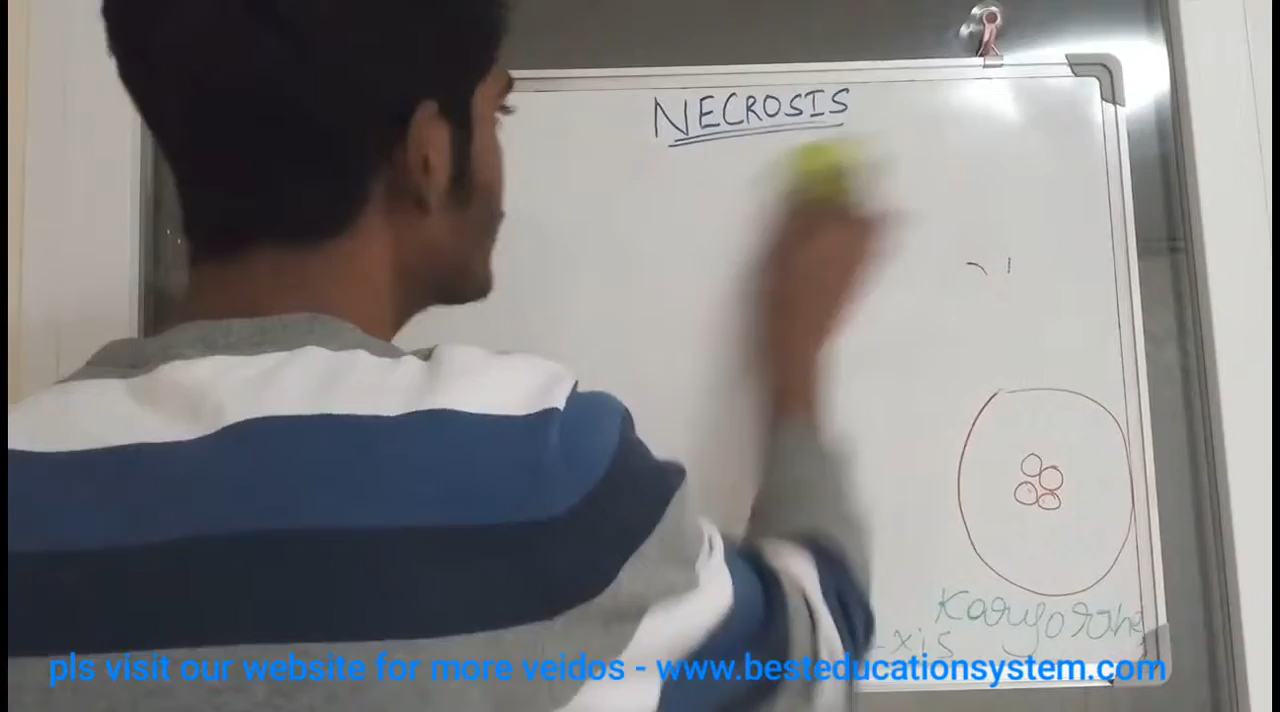 NECROSIS
Karyorrhe
-xis
pls visit our website for more veidos - www.besteducationsystem.com